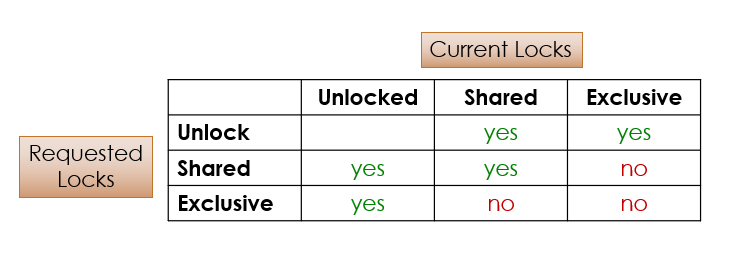 Current Locks
Unlocked Shared Exclusive
Unlock yes yes
Requested Locks
Shared yes yes no
Exclusive yes no no